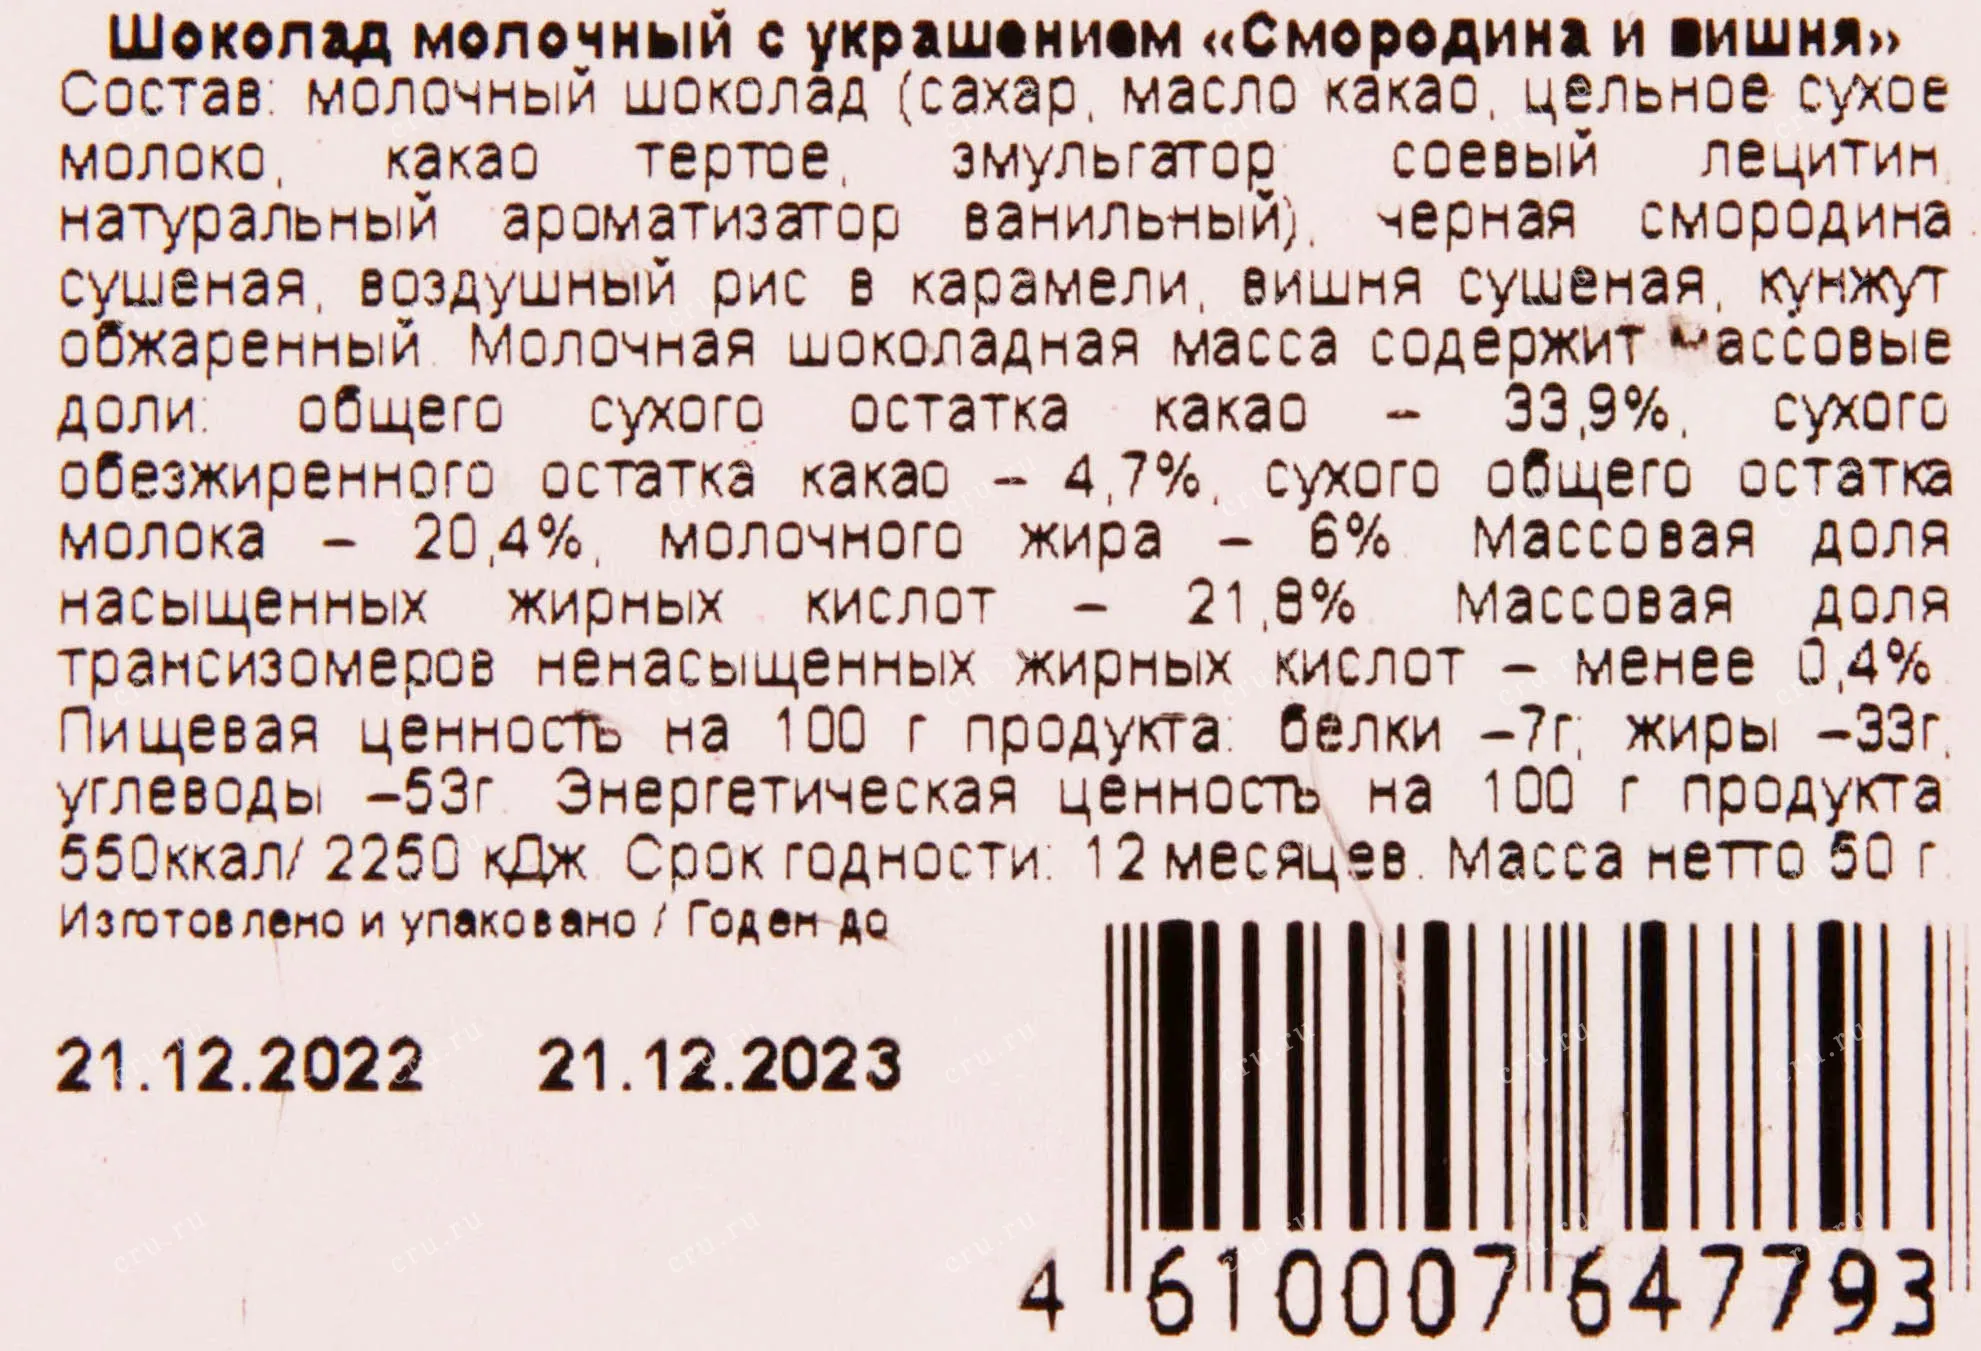 Шоколад молочный с украшением «Смородина и вишня»
Состав: молочный шоколад (сахар, масло какао, цельное сухое
молоко, какао тертое, эмульгатор: соевый лецитин,
натуральный ароматизатор ванильный), черная смородина
сушеная, воздушный рис в карамели, вишня сушеная, кунжут
обжаренный. Молочная шоколадная масса содержит массовые
доли: общего сухого остатка какао – 33,9%, сухого
обезжиренного остатка какао – 4,7%, сухого общего остатка
молока – 20,4%, молочного жира – 6%. Массовая доля
насыщенных жирных кислот – 21,8%. Массовая доля
трансизомеров ненасыщенных жирных кислот – менее 0,4%.
Пищевая ценность на 100 г продукта: белки –7г; жиры –33г;
углеводы –53г. Энергетическая ценность на 100 г продукта:
550ккал/ 2250 кДж. Срок годности: 12 месяцев. Масса нетто 50 г.
Изготовлено и упаковано / Годен до
21.12.2022 21.12.2023
4 610007 647793
cru.ru